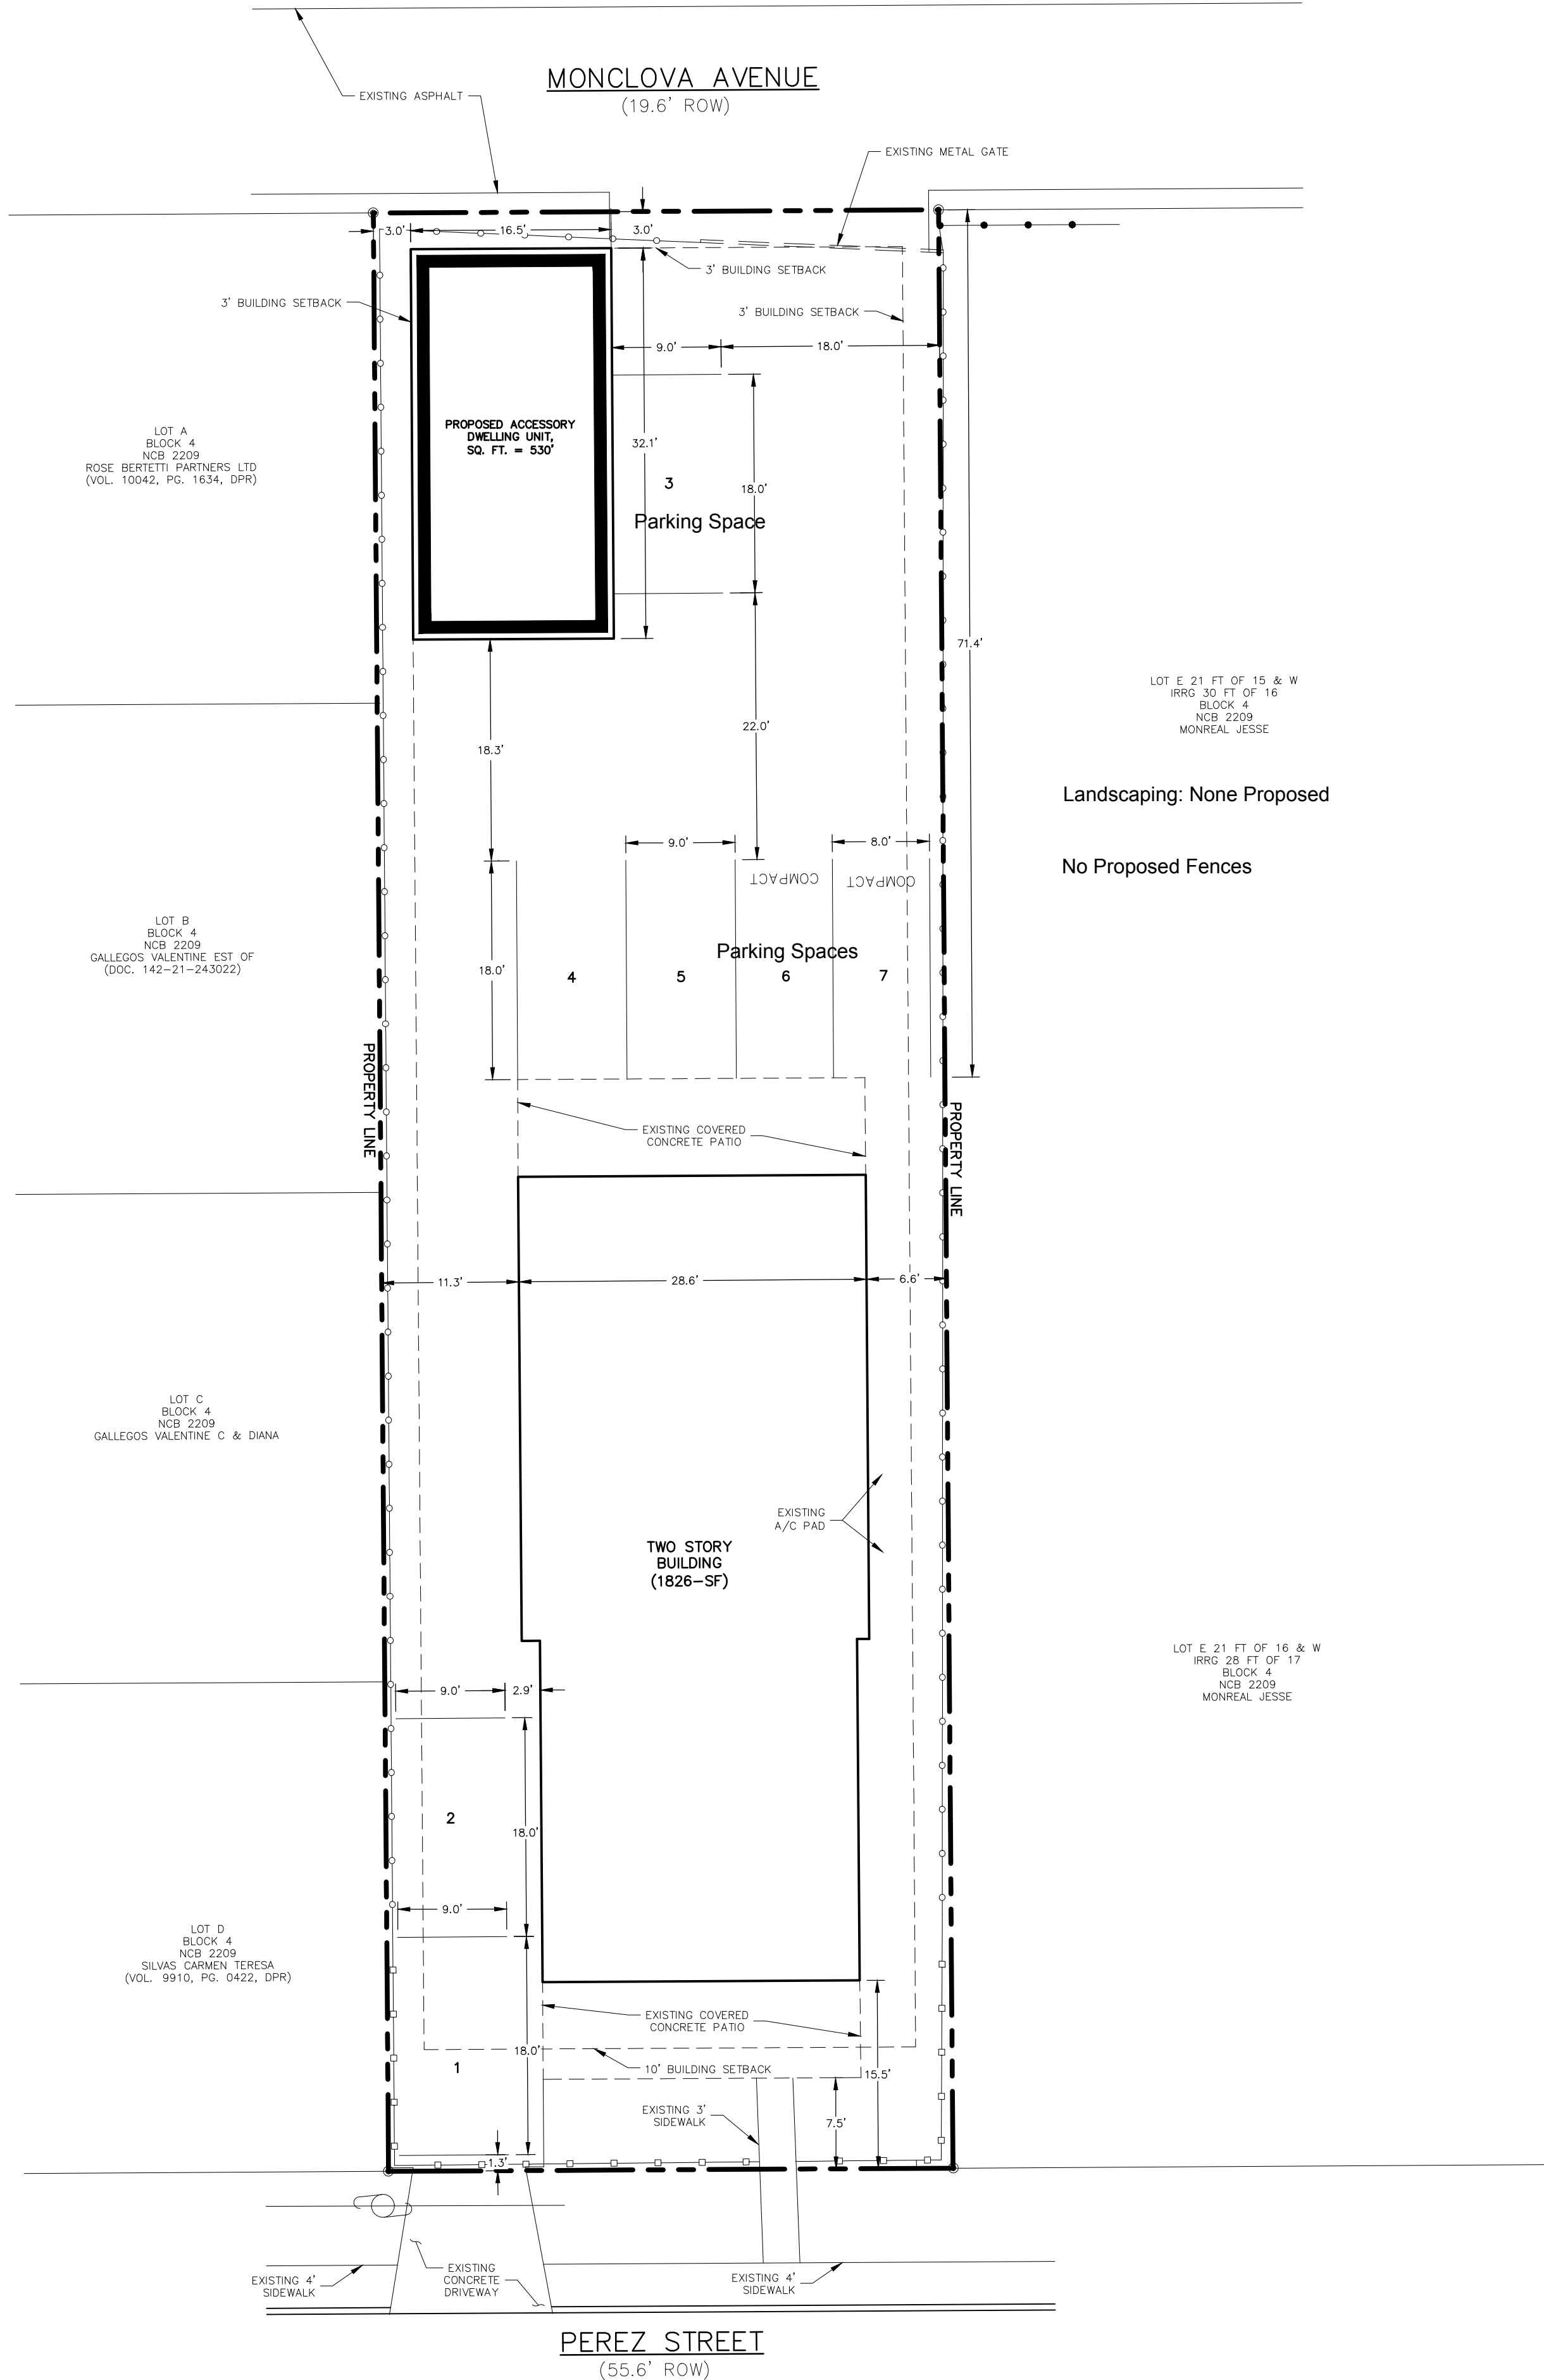 MONCLOVA AVENUE
(19.6' ROW)
EXISTING ASPHALT
EXISTING METAL GATE
3.0'
16.5'
3.0'
3' BUILDING SETBACK
3' BUILDING SETBACK
3' BUILDING SETBACK
9.0'
18.0'
PROPOSED ACCESSORY
DWELLING UNIT,
SQ. FT. = 530'
32.1'
3
18.0'
Parking Space
LOT A
BLOCK 4
NCB 2209
ROSE BERTETTI PARTNERS LTD
(VOL. 10042, PG. 1634, DPR)
71.4'
LOT E 21 FT OF 15 & W
IRRG 30 FT OF 16
BLOCK 4
NCB 2209
MONREAL JESSE
22.0'
18.3'
Landscaping: None Proposed
No Proposed Fences
9.0'
8.0'
COMPACT
COMPACT
Parking Spaces
18.0'
4
5
6
7
LOT B
BLOCK 4
NCB 2209
GALLEGOS VALENTINE EST OF
(DOC. 142-21-243022)
PROPERTY LINE
PROPERTY LINE
EXISTING COVERED
CONCRETE PATIO
11.3'
28.6'
6.6'
LOT C
BLOCK 4
NCB 2209
GALLEGOS VALENTINE C & DIANA
EXISTING
A/C PAD
TWO STORY
BUILDING
(1826-SF)
LOT E 21 FT OF 16 & W
IRRG 28 FT OF 17
BLOCK 4
NCB 2209
MONREAL JESSE
9.0'
2.9'
2
18.0'
9.0'
LOT D
BLOCK 4
NCB 2209
SILVAS CARMEN TERESA
(VOL. 9910, PG. 0422, DPR)
EXISTING COVERED
CONCRETE PATIO
18.0'
1
10' BUILDING SETBACK
15.5'
EXISTING 3'
SIDEWALK
7.5'
1.3'
EXISTING 4'
SIDEWALK
EXISTING
CONCRETE
DRIVEWAY
EXISTING 4'
SIDEWALK
PEREZ STREET
(55.6' ROW)